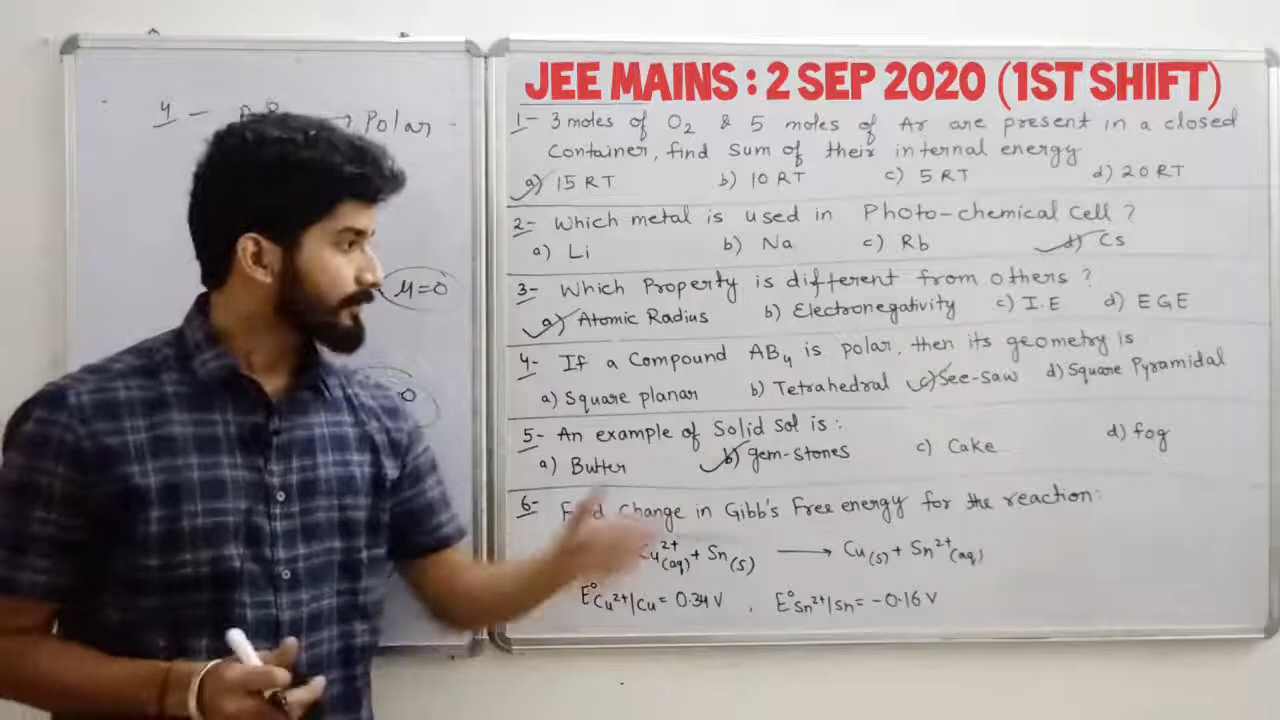 JEE MAINS : 2 SEP 2020 (1ST SHIFT)
4 - Polar
μ=0
0
1- 3 moles of O2 & 5 moles of Ar are present in a closed
Container, find sum of their internal energy
a) 15 RT b) 10 RT c) 5 RT d) 20 RT
2- Which metal is used in Photo-chemical Cell ?
a) Li b) Na c) Rb d) Cs
3- Which Property is different from others ?
a) Atomic Radius b) Electronegativity c) I.E d) EGE
4- If a Compound AB4 is polar, then its geometry is
a) Square planar b) Tetrahedral c) See-saw d) Square Pyramidal
5- An example of Solid Sol is :
a) Butter b) gem-stones c) Cake d) fog
6- Find Change in Gibb's Free energy for the reaction:
Cu2+(aq) + Sn(s) → Cu(s) + Sn2+(aq)
E°Cu2+/Cu = 0.34 V , E°Sn2+/Sn = -0.16 V